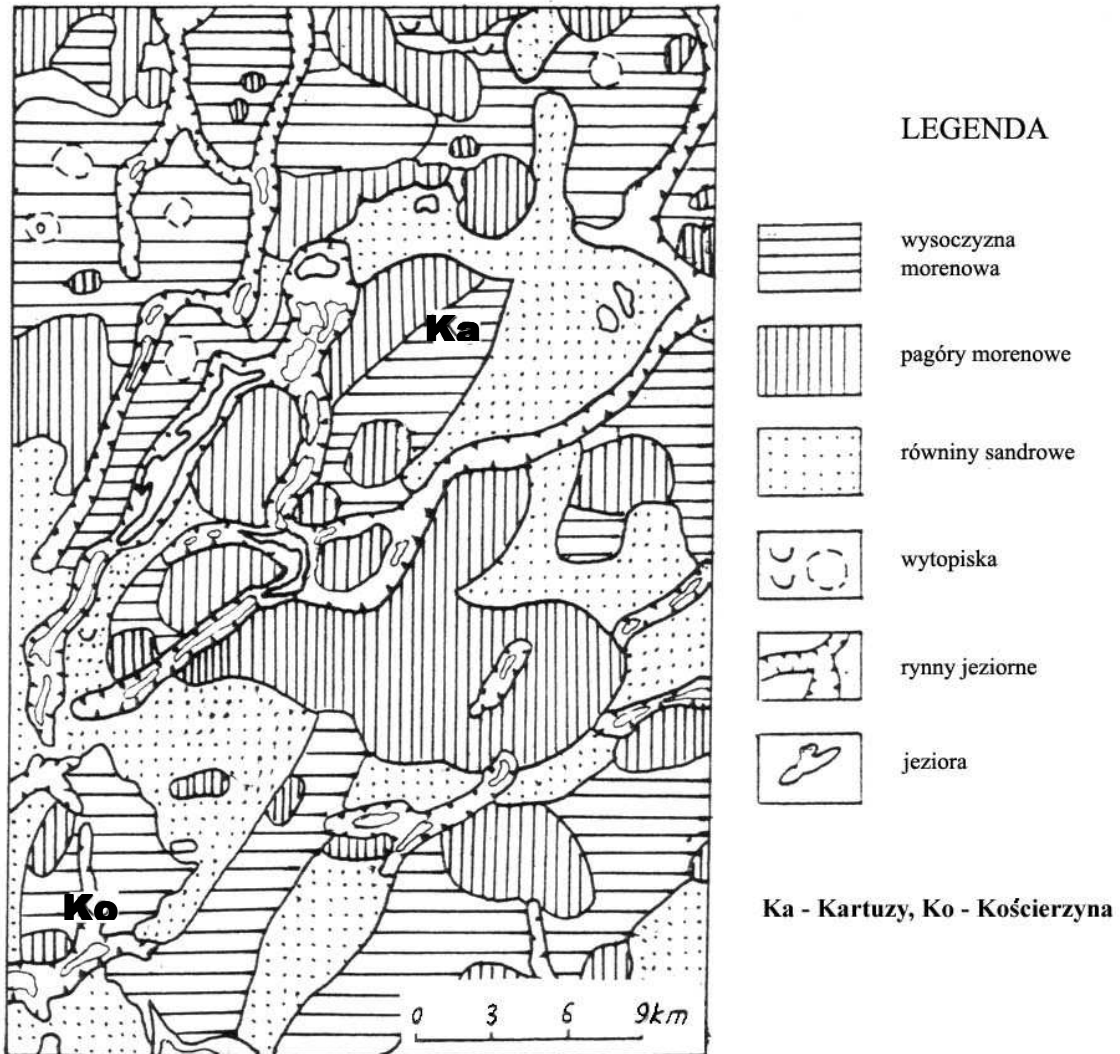 LEGENDA
wysoczyzna
morenowa
pagóry morenowe
równiny sandrowe
wytopiska
rynny jeziorne
jeziora
Ka
Ko
Ka - Kartuzy, Ko - Kościerzyna
0 3 6 9km